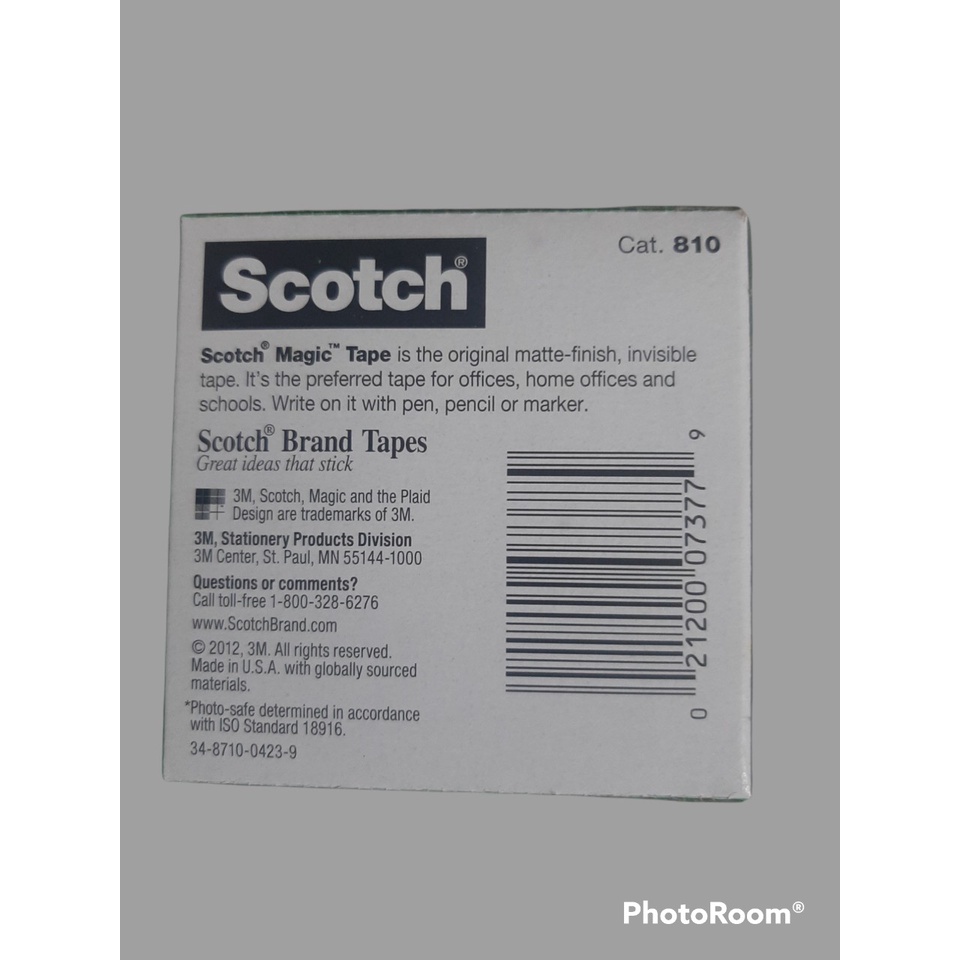 Scotch®
Cat. 810
Scotch® Magic™ Tape is the original matte-finish, invisible
tape. It's the preferred tape for offices, home offices and
schools. Write on it with pen, pencil or marker.
Scotch® Brand Tapes
Great ideas that stick
3M, Scotch, Magic and the Plaid
Design are trademarks of 3M.
3M, Stationery Products Division
3M Center, St. Paul, MN 55144-1000
Questions or comments?
Call toll-free 1-800-328-6276
www.ScotchBrand.com
© 2012, 3M. All rights reserved.
Made in U.S.A. with globally sourced
materials.
*Photo-safe determined in accordance
with ISO Standard 18916.
34-8710-0423-9
0 21200 07377 9
PhotoRoom®